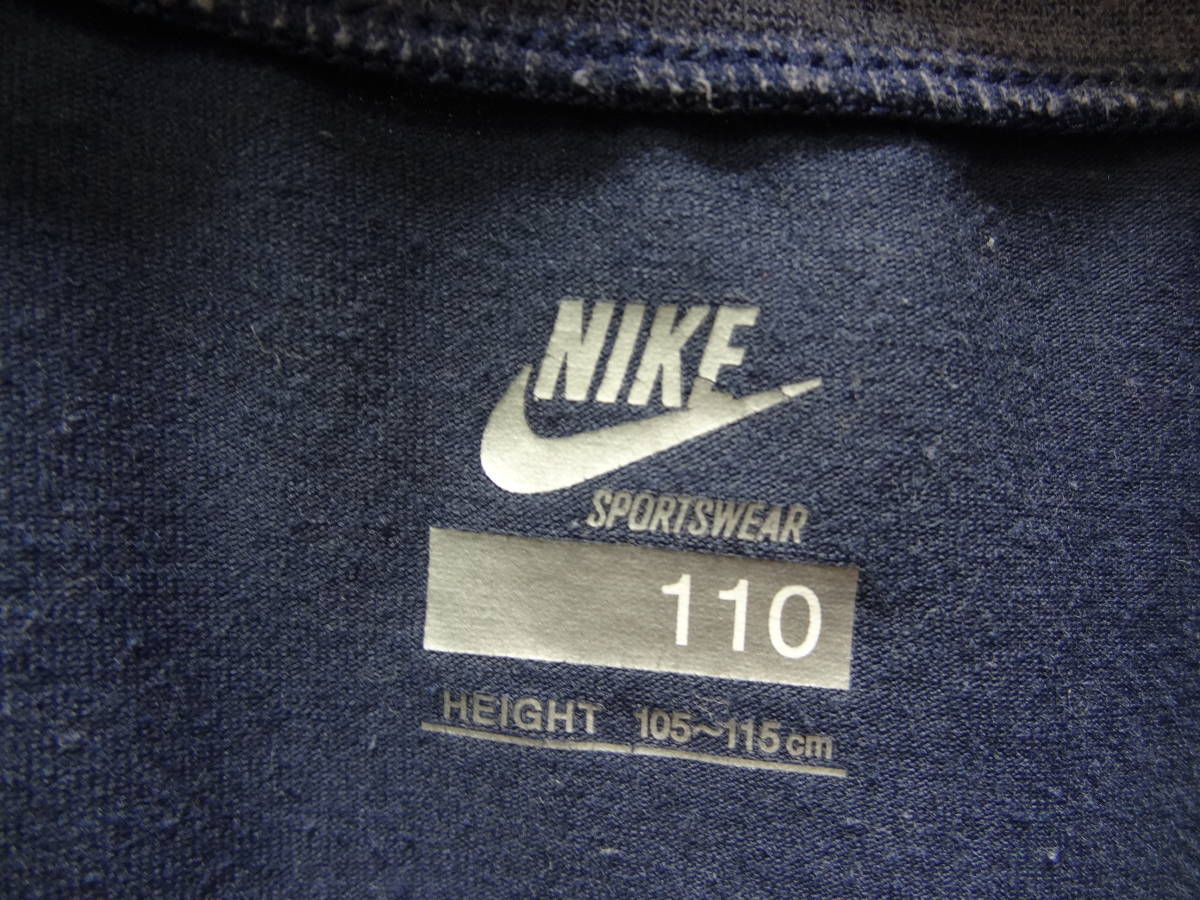 NIKE
SPORTSWEAR
110
HEIGHT 105~115cm